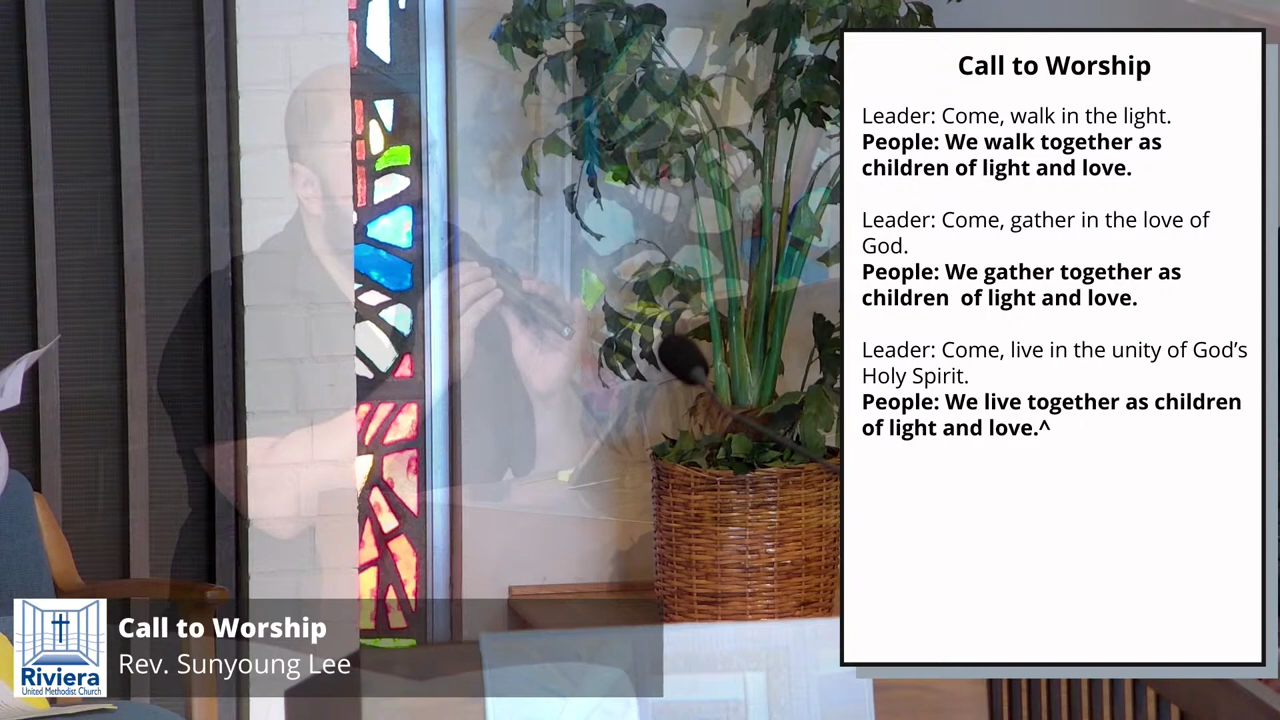 Call to Worship
Leader: Come, walk in the light.
People: We walk together as
children of light and love.
Leader: Come, gather in the love of
God.
People: We gather together as
children  of light and love.
Leader: Come, live in the unity of God’s
Holy Spirit.
People: We live together as children
of light and love.^
Call to Worship
Rev. Sunyoung Lee
Riviera
United Methodist Church